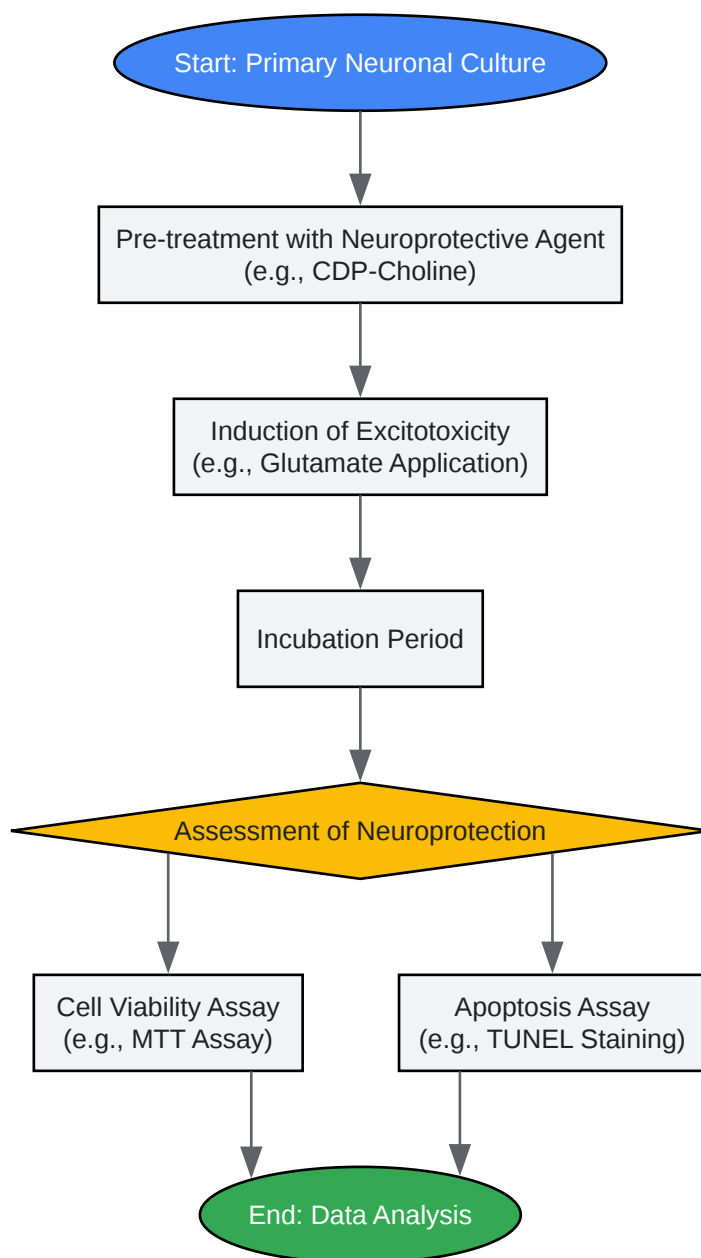 Start: Primary Neuronal Culture
Pre-treatment with Neuroprotective Agent
(e.g., CDP-Choline)
Induction of Excitotoxicity
(e.g., Glutamate Application)
Incubation Period
Assessment of Neuroprotection
Cell Viability Assay
(e.g., MTT Assay)
Apoptosis Assay
(e.g., TUNEL Staining)
End: Data Analysis